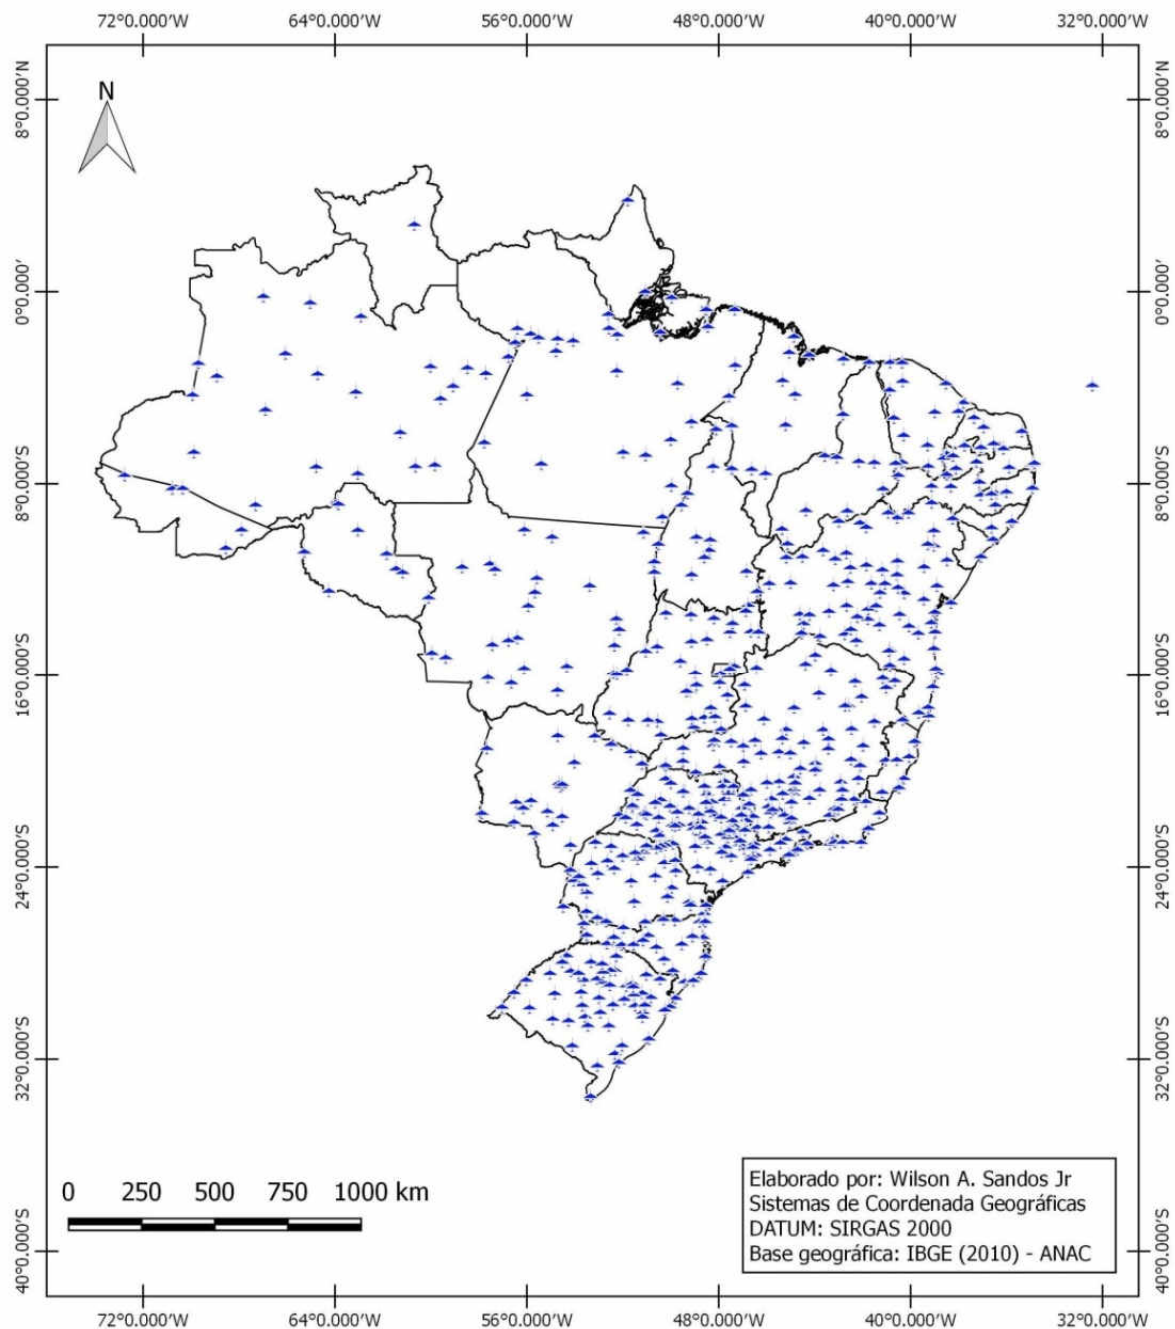 72°0.000'W 64°0.000'W 56°0.000'W 48°0.000'W 40°0.000'W 32°0.000'W
8°0.000'N 8°0.000'N
N
0°0.000' 0°0.000'
8°0.000'S 8°0.000'S
16°0.000'S 16°0.000'S
24°0.000'S 24°0.000'S
32°0.000'S 32°0.000'S
40°0.000'S 40°0.000'S
0 250 500 750 1000 km
Elaborado por: Wilson A. Sandos Jr
Sistemas de Coordenada Geográficas
DATUM: SIRGAS 2000
Base geográfica: IBGE (2010) - ANAC
72°0.000'W 64°0.000'W 56°0.000'W 48°0.000'W 40°0.000'W 32°0.000'W